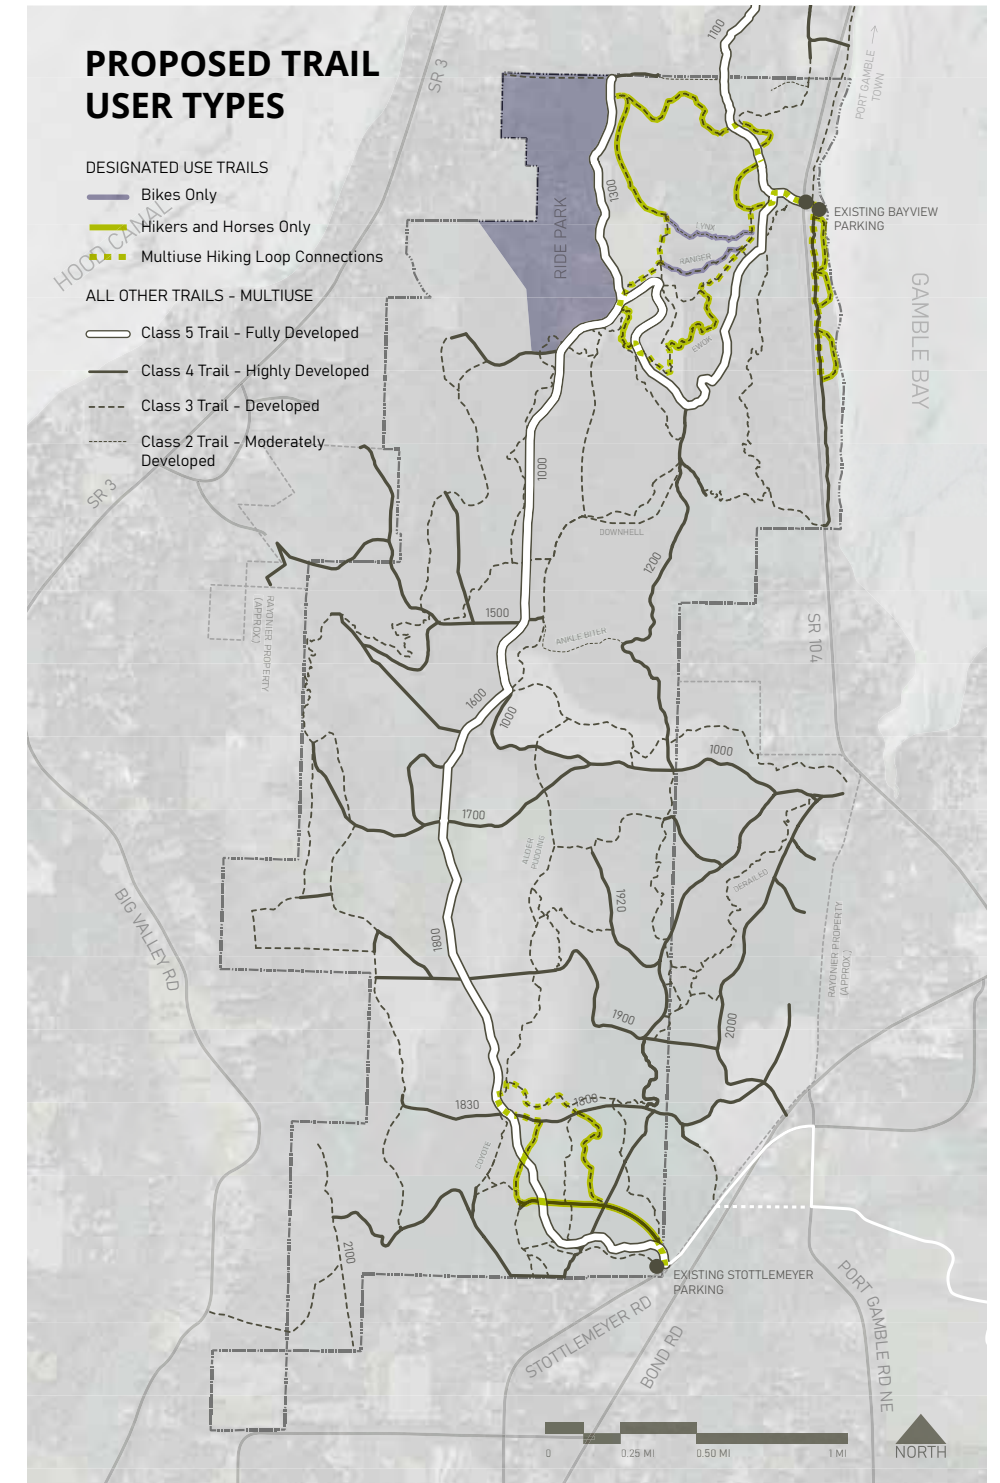 PROPOSED TRAIL
USER TYPES
DESIGNATED USE TRAILS
Bikes Only
Hikers and Horses Only
Multiuse Hiking Loop Connections
ALL OTHER TRAILS - MULTIUSE
Class 5 Trail - Fully Developed
Class 4 Trail - Highly Developed
Class 3 Trail - Developed
Class 2 Trail - Moderately
Developed
SR 3
1100
PORT GAMBLE
TOWN
HOOD CANAL
1300
RIDE PARK
EXISTING BAYVIEW
PARKING
LYNX
RANGER
EWOK
GAMBLE BAY
SR 3
1000
DOWNHELL
1200
RAYONIER PROPERTY
(APPROX.)
1500
ANKLE BITER
SR 104
1600
1000
1000
1700
ALDER
PUDDING
DERAILED
1920
BIG VALLEY RD
1800
RAYONIER PROPERTY
(APPROX.)
1900
2000
1830
1800
COYOTE
2100
EXISTING STOTTLEMEYER
PARKING
STOTTLEMEYER RD
BOND RD
PORT GAMBLE RD NE
0
0.25 MI
0.50 MI
1 MI
NORTH